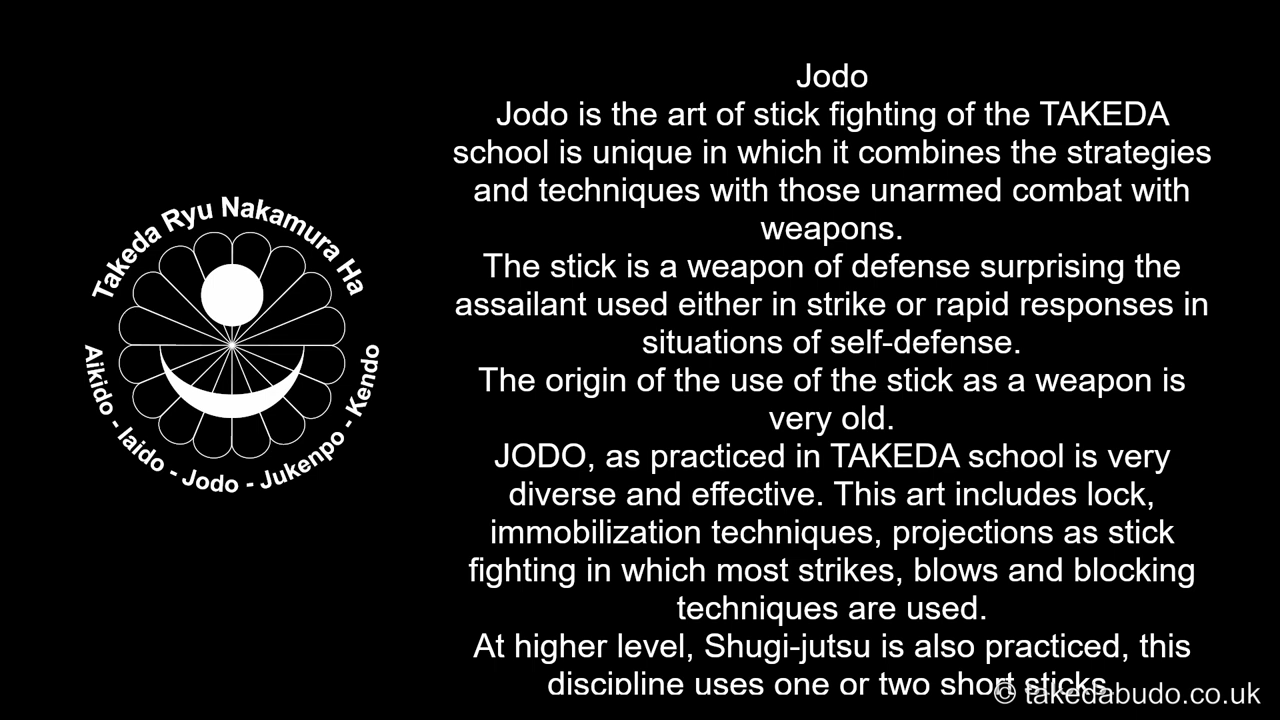 Takeda Ryu Nakamura Ha
Aikido - Iaido - Jodo - Jukenpo - Kendo
Jodo
Jodo is the art of stick fighting of the TAKEDA
school is unique in which it combines the strategies
and techniques with those unarmed combat with
weapons.
The stick is a weapon of defense surprising the
assailant used either in strike or rapid responses in
situations of self-defense.
The origin of the use of the stick as a weapon is
very old.
JODO, as practiced in TAKEDA school is very
diverse and effective. This art includes lock,
immobilization techniques, projections as stick
fighting in which most strikes, blows and blocking
techniques are used.
At higher level, Shugi-jutsu is also practiced, this
discipline uses one or two short sticks.
© takedabudo.co.uk